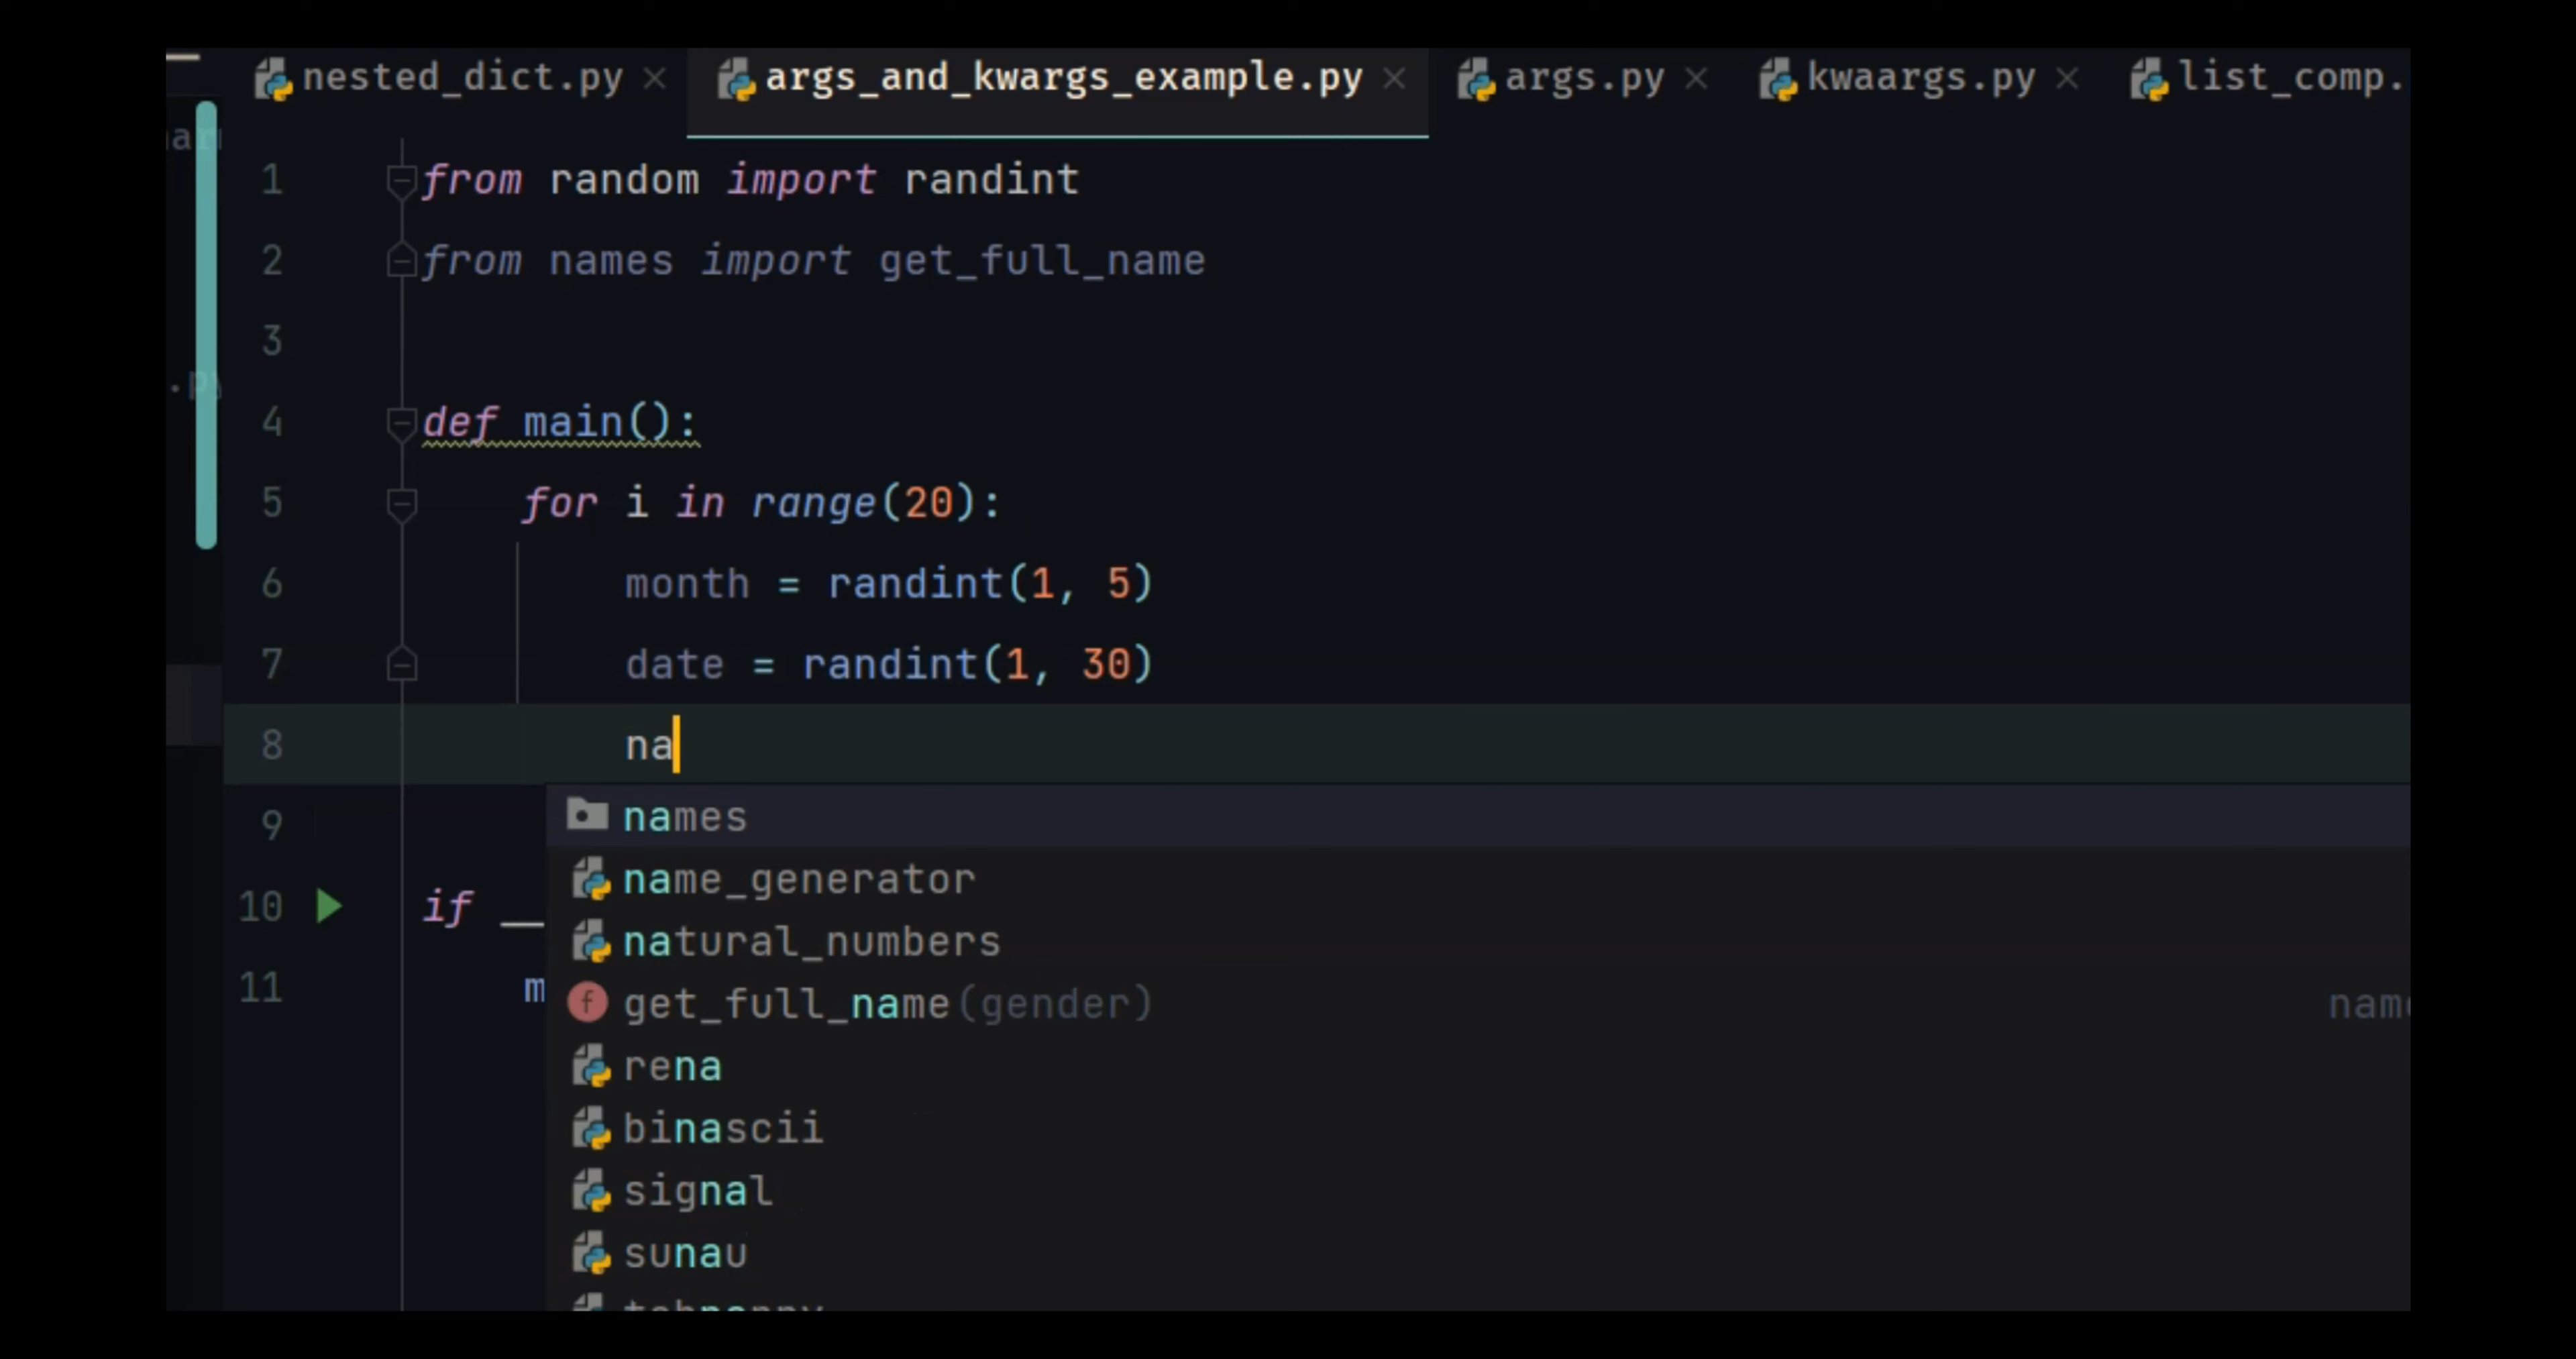 nested_dict.py args_and_kwargs_example.py args.py kwaargs.py list_comp.
1 from random import randint
2 from names import get_full_name
3
.py
4 def main():
5 for i in range(20):
6 month = randint(1, 5)
7 date = randint(1, 30)
8 na
9 names
name_generator
10 if __
natural_numbers
11 m
get_full_name(gender)
rena
binascii
signal
sunau